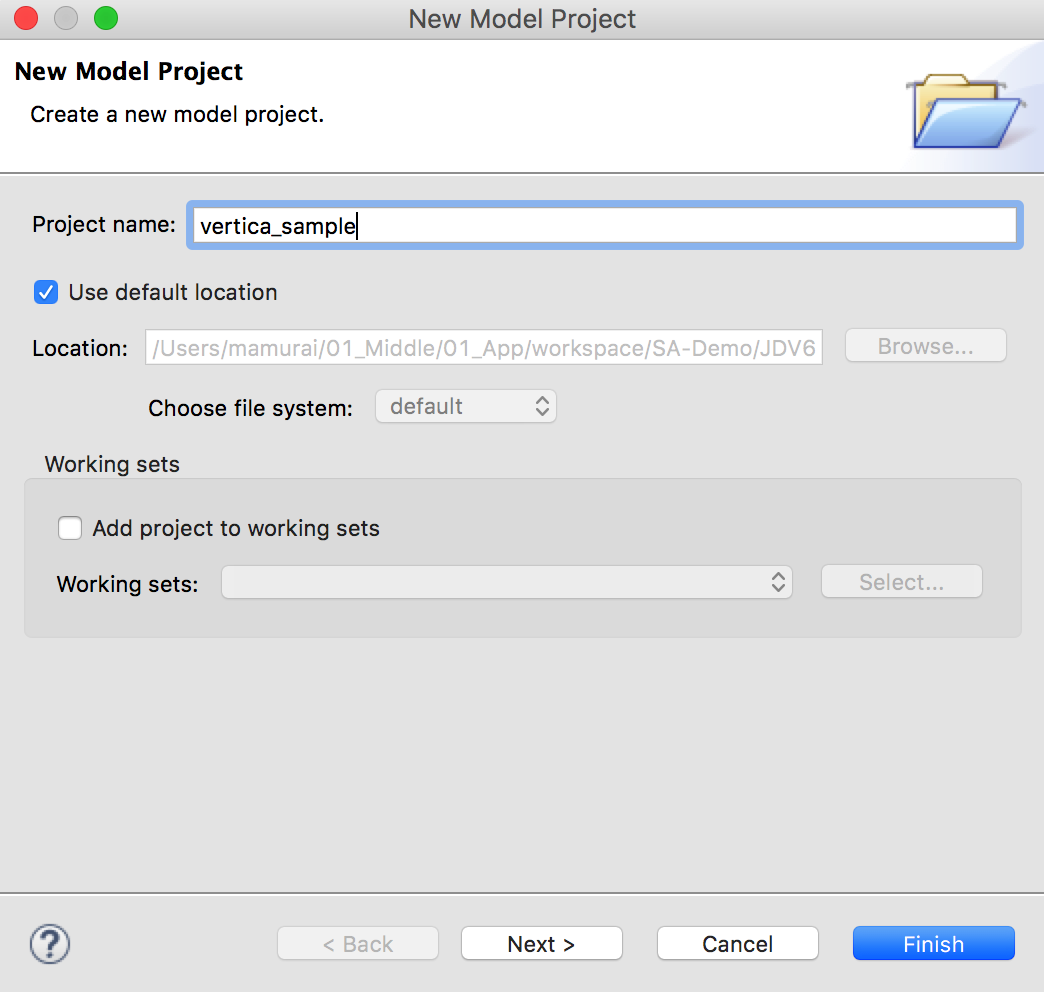 New Model Project
New Model Project
Create a new model project.
Project name: vertica_sample
Use default location
Location: /Users/mamurai/01_Middle/01_App/workspace/SA-Demo/JDV6 Browse...
Choose file system: default
Working sets
Add project to working sets
Working sets: Select...
? < Back Next > Cancel Finish